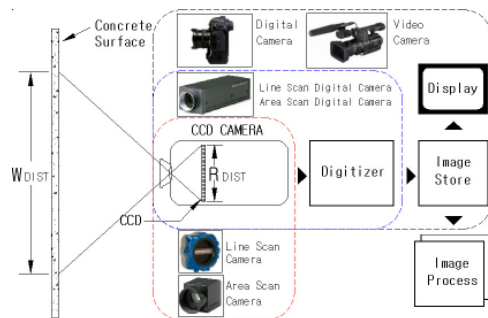 Concrete
Surface
Digital
Camera
Video
Camera
Line Scan Digital Camera
Area Scan Digital Camera
Display
CCD CAMERA
W DIST
R DIST
Digitizer
Image
Store
CCD
Line Scan
Camera
Area Scan
Camera
Image
Process